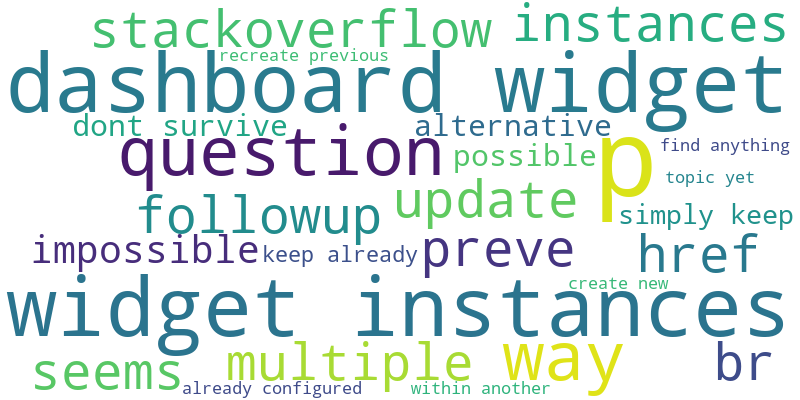 stackoverflow instances
recreate previous
dashboard widget
dont survive alternative
question possible p find anything
topic yet
followup update simply keep
impossible keep already preve href
create new
widget instances
seems multiple way br
already configured within another